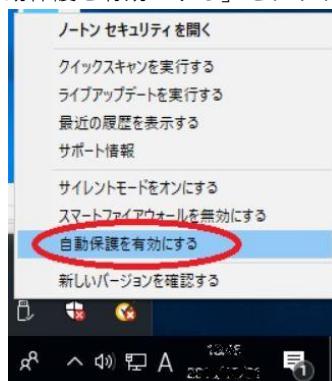 ノートン セキュリティを開く
クイックスキャンを実行する
ライブアップデートを実行する
最近の履歴を表示する
サポート情報
サイレントモードをオンにする
スマートファイアウォールを無効にする
自動保護を有効にする
新しいバージョンを確認する
A
1